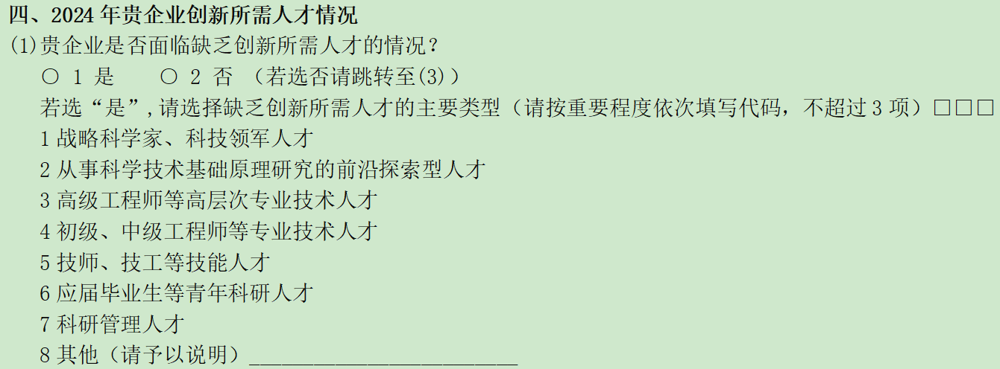 四、2024 年贵企业创新所需人才情况
(1)贵企业是否面临缺乏创新所需人才的情况？
○ 1 是 ○ 2 否 （若选否请跳转至(3)）
若选“是”,请选择缺乏创新所需人才的主要类型（请按重要程度依次填写代码，不超过 3 项）□□□
1 战略科学家、科技领军人才
2 从事科学技术基础原理研究的前沿探索型人才
3 高级工程师等高层次专业技术人才
4 初级、中级工程师等专业技术人才
5 技师、技工等技能人才
6 应届毕业生等青年科研人才
7 科研管理人才
8 其他（请予以说明）_________________________